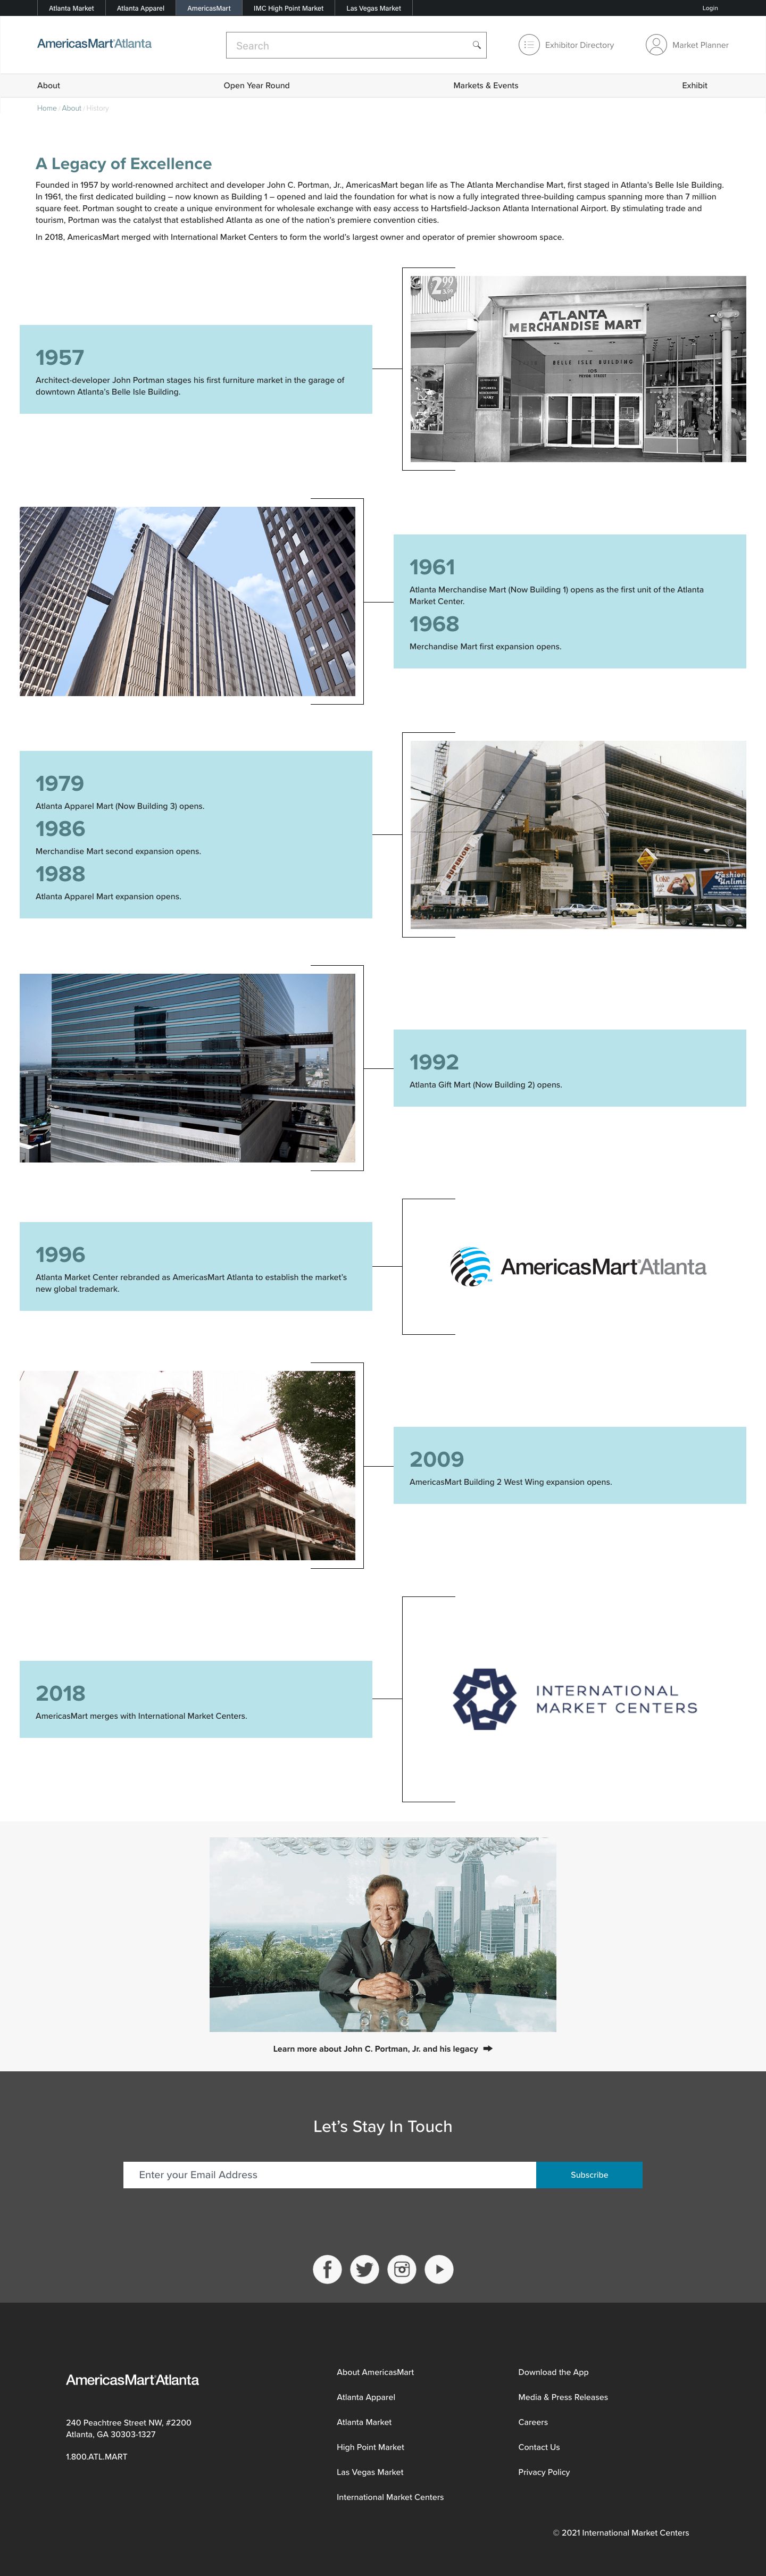 Atlanta Market
Atlanta Apparel
AmericasMart
IMC High Point Market
Las Vegas Market
Login
AmericasMart®Atlanta
Search
Exhibitor Directory
Market Planner
About
Open Year Round
Markets & Events
Exhibit
Home › About › History
A Legacy of Excellence
Founded in 1957 by world-renowned architect and developer John C. Portman, Jr., AmericasMart began life as The Atlanta Merchandise Mart, first staged in Atlanta's Belle Isle Building.
In 1961, the first dedicated building – now known as Building 1 – opened and laid the foundation for what is now a fully integrated three-building campus spanning more than 7 million
square feet. Portman sought to create a unique environment for wholesale exchange with easy access to Hartsfield-Jackson Atlanta International Airport. By stimulating trade and
tourism, Portman was the catalyst that established Atlanta as one of the nation's premiere convention cities.
In 2018, AmericasMart merged with International Market Centers to form the world's largest owner and operator of premier showroom space.
1957
Architect-developer John Portman stages his first furniture market in the garage of
downtown Atlanta's Belle Isle Building.
ATLANTA
MERCHANDISE MART
BELLE ISLE BUILDING
1961
Atlanta Merchandise Mart (Now Building 1) opens as the first unit of the Atlanta
Market Center.
1968
Merchandise Mart first expansion opens.
1979
Atlanta Apparel Mart (Now Building 3) opens.
1986
Merchandise Mart second expansion opens.
1988
Atlanta Apparel Mart expansion opens.
SUPERIOR
Coke
1992
Atlanta Gift Mart (Now Building 2) opens.
1996
Atlanta Market Center rebranded as AmericasMart Atlanta to establish the market's
new global trademark.
AmericasMart®Atlanta
2009
AmericasMart Building 2 West Wing expansion opens.
2018
AmericasMart merges with International Market Centers.
INTERNATIONAL
MARKET CENTERS
Learn more about John C. Portman, Jr. and his legacy
Let's Stay In Touch
Enter your Email Address
Subscribe
AmericasMart®Atlanta
240 Peachtree Street NW, #2200
Atlanta, GA 30303-1327
1.800.ATL.MART
About AmericasMart
Atlanta Apparel
Atlanta Market
High Point Market
Las Vegas Market
International Market Centers
Download the App
Media & Press Releases
Careers
Contact Us
Privacy Policy
© 2021 International Market Centers